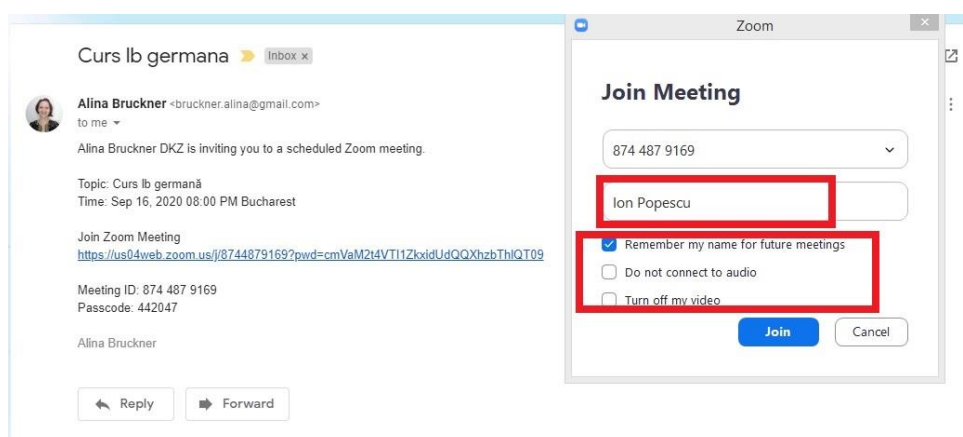 Curs lb germana Inbox x
Alina Bruckner <bruckner.alina@gmail.com>
to me
Alina Bruckner DKZ is inviting you to a scheduled Zoom meeting.
Topic: Curs lb germană
Time: Sep 16, 2020 08:00 PM Bucharest
Join Zoom Meeting
https://us04web.zoom.us/j/8744879169?pwd=cmVaM2t4VTI1ZkxidUdQQXhzbThlQT09
Meeting ID: 874 487 9169
Passcode: 442047
Alina Bruckner
Reply Forward
Zoom
Join Meeting
874 487 9169
Ion Popescu
Remember my name for future meetings
Do not connect to audio
Turn off my video
Join Cancel